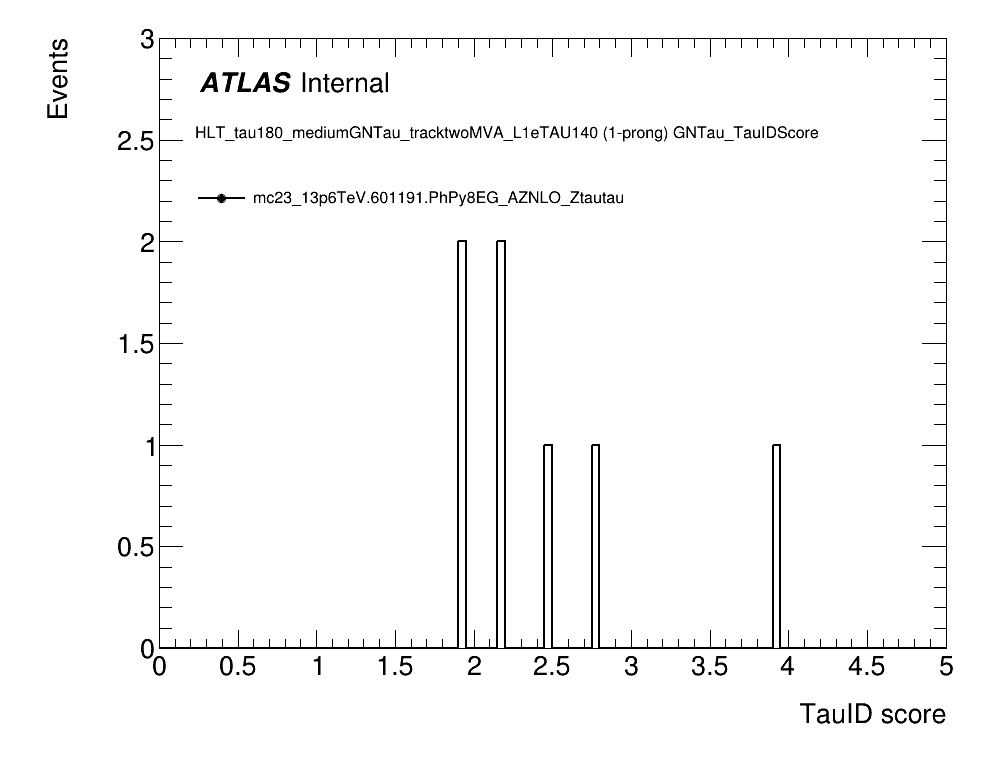 Events
3
ATLAS Internal
HLT_tau180_mediumGNTau_tracktwoMVA_L1eTAU140 (1-prong) GNTau_TauIDScore
2.5
mc23_13p6TeV.601191.PhPy8EG_AZNLO_Ztautau
2
1.5
1
0.5
0
0 0.5 1 1.5 2 2.5 3 3.5 4 4.5 5
TauID score